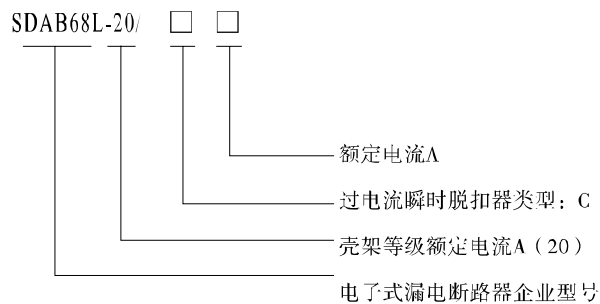 SDAB68L-20/ □ □
额定电流A
过电流瞬时脱扣器类型：C
壳架等级额定电流A（20）
电子式漏电断路器企业型号